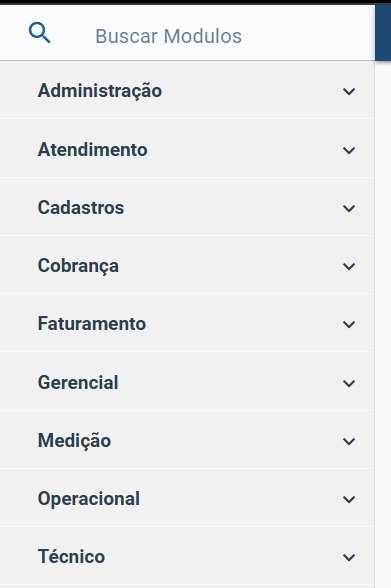 Buscar Modulos
Administração
Atendimento
Cadastros
Cobrança
Faturamento
Gerencial
Medição
Operacional
Técnico